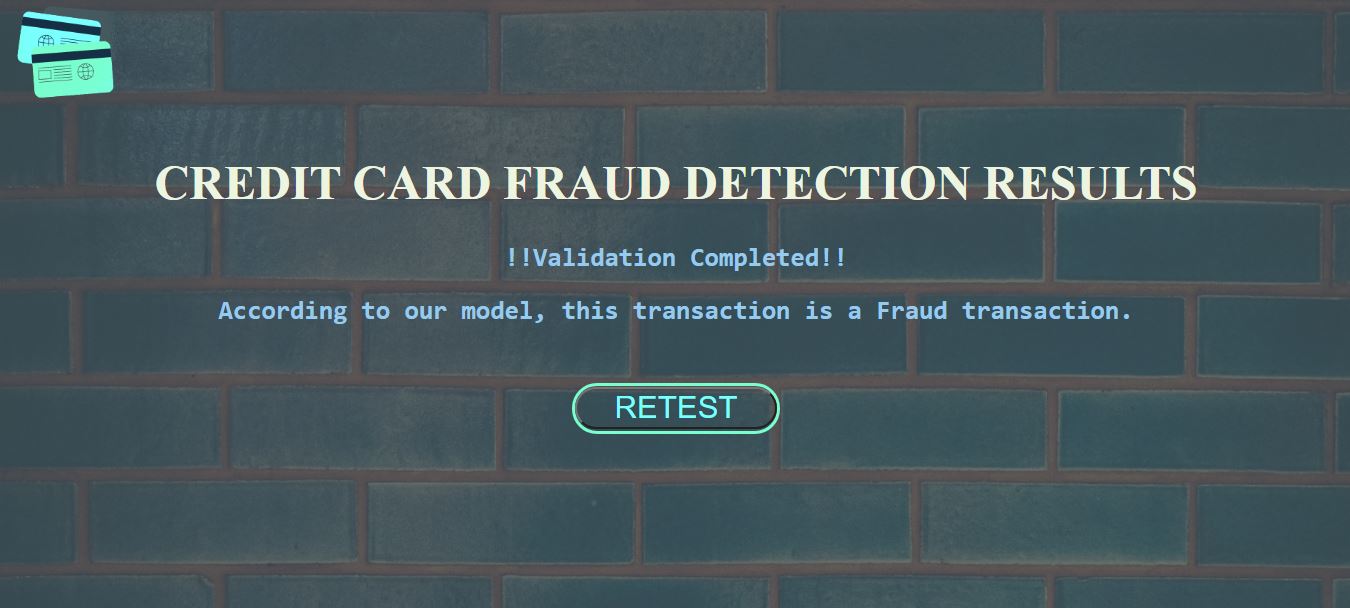 CREDIT CARD FRAUD DETECTION RESULTS
!!Validation Completed!!
According to our model, this transaction is a Fraud transaction.
RETEST